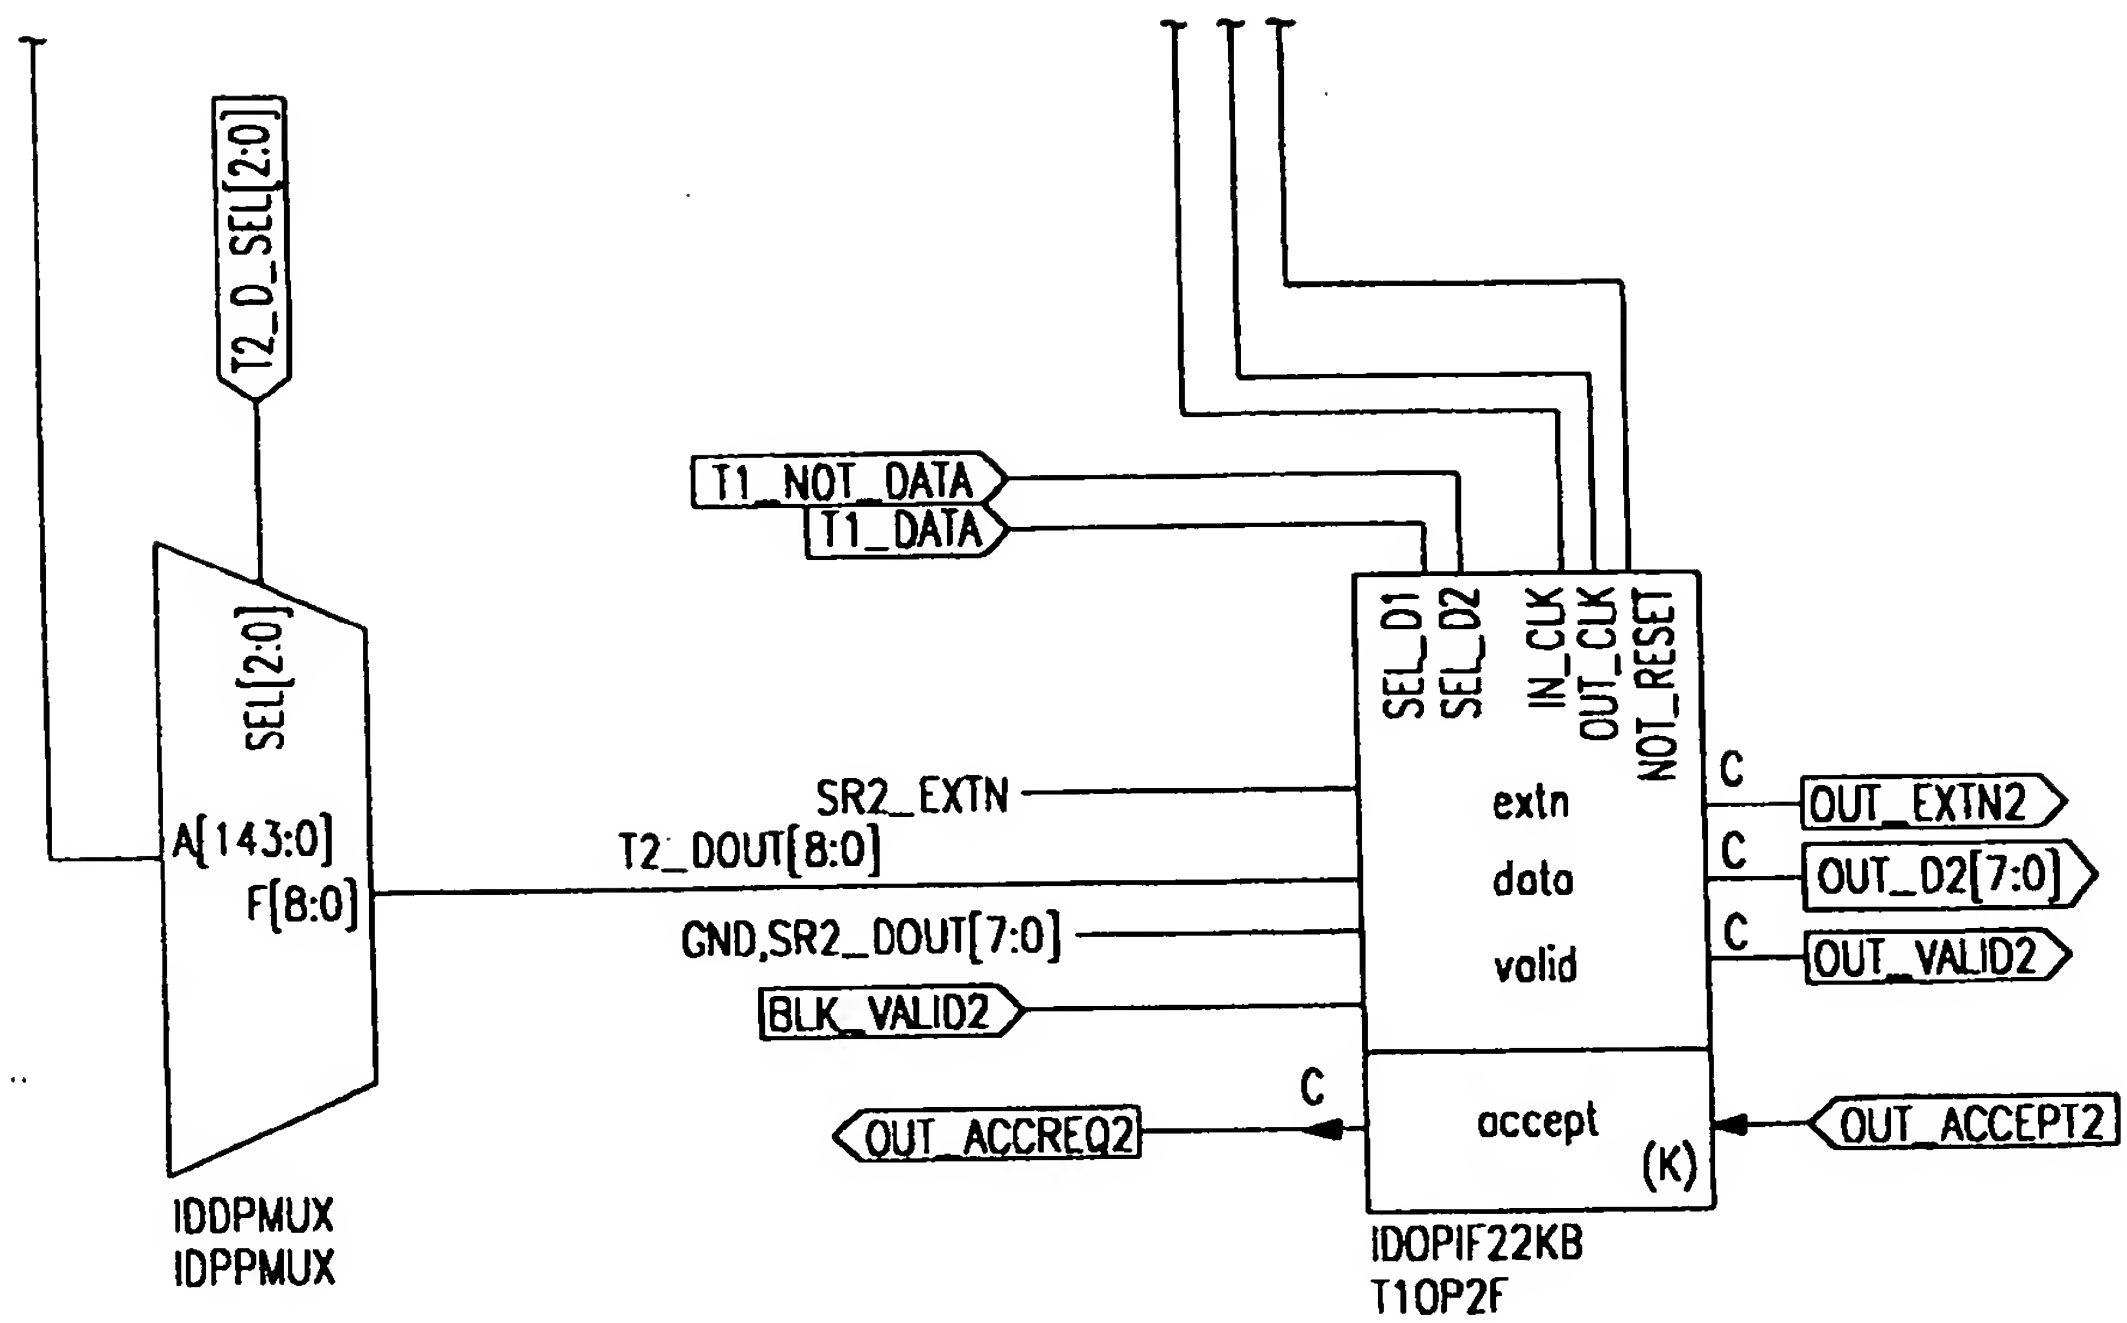 T2_D_SEL[2:0]
T1_NOT_DATA
T1_DATA
SEL[2:0]
SEL_D1
SEL_D2
IN_CLK
OUT_CLK
NOT_RESET
SR2_EXTN
extn
C
OUT_EXTN2
A[143:0]
T2_DOUT[8:0]
data
C
OUT_D2[7:0]
F[8:0]
GND,SR2_DOUT[7:0]
valid
C
OUT_VALID2
BLK_VALID2
C
OUT_ACCREQ2
accept
OUT_ACCEPT2
(K)
IDDPMUX
IDPPMUX
IDOPIF22KB
T1OP2F